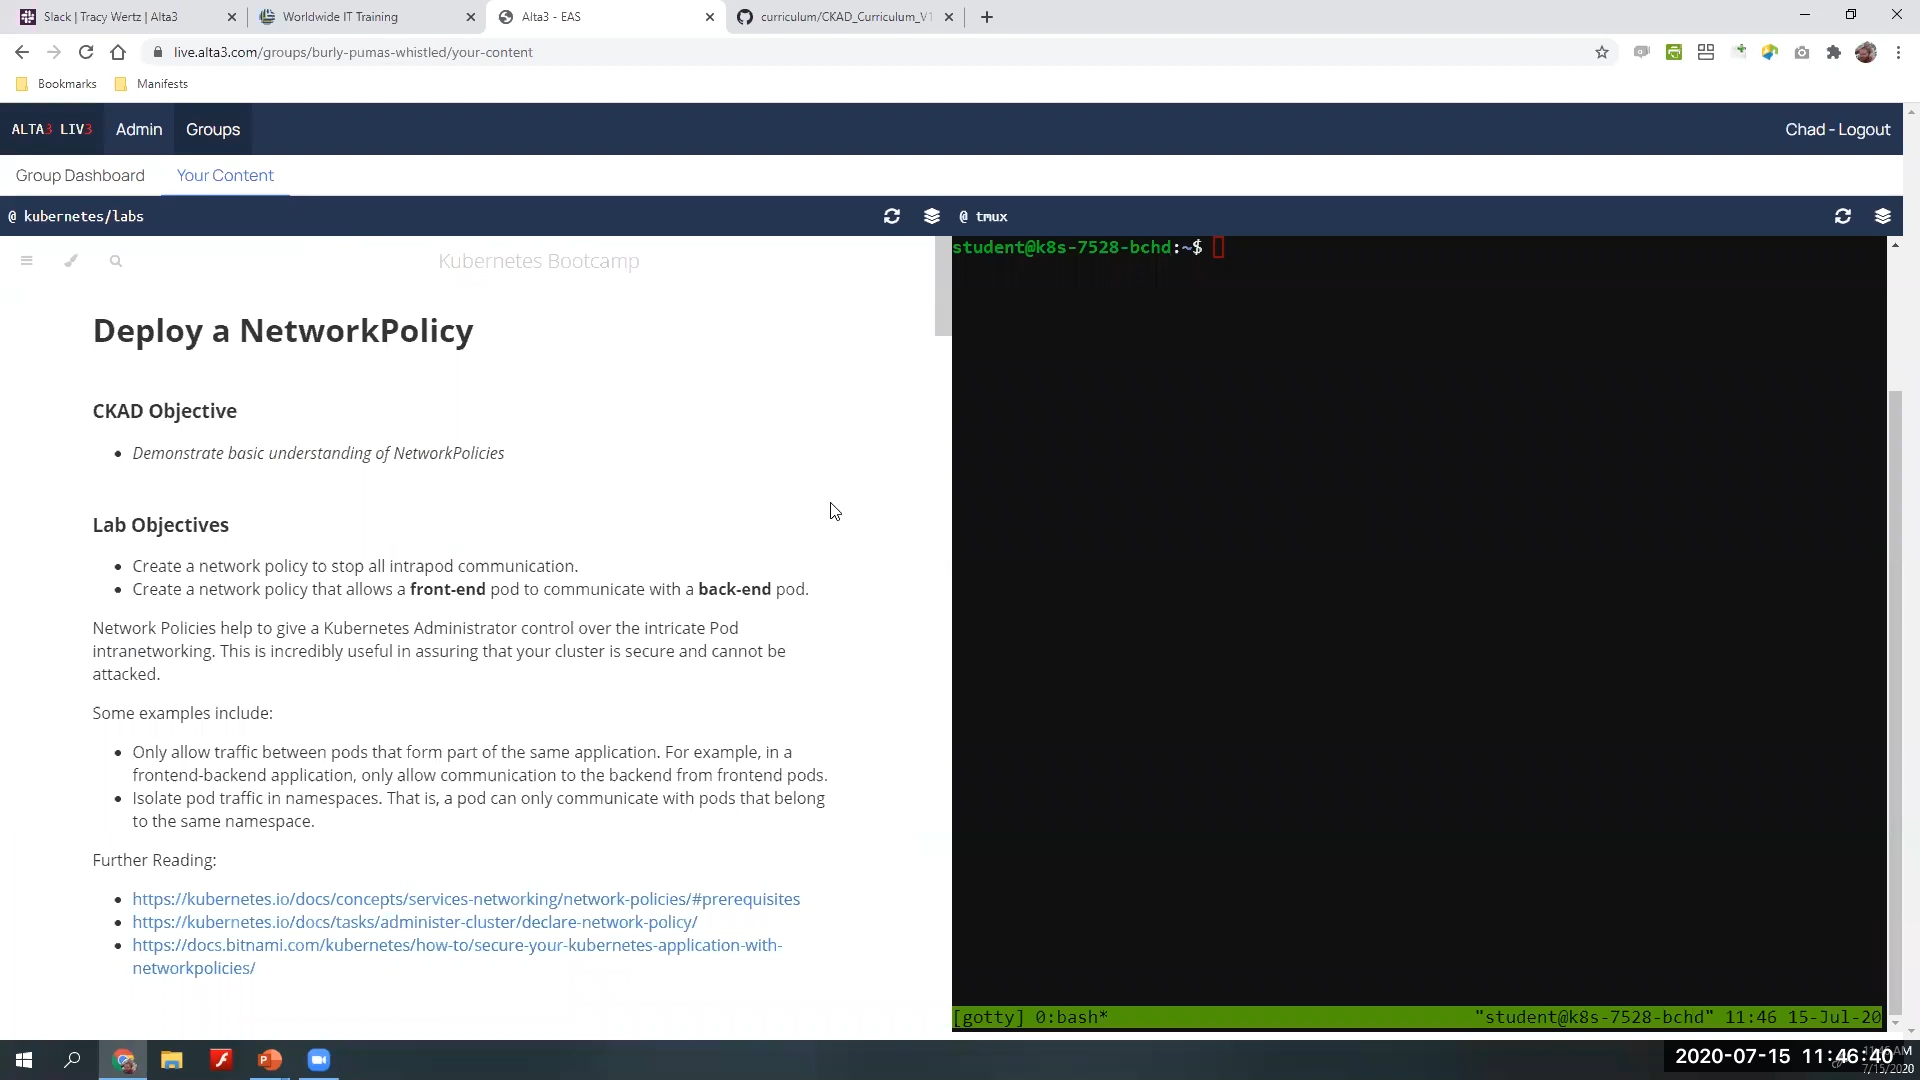 Slack | Tracy Wertz | Alta3
Worldwide IT Training
Alta3 - EAS
curriculum/CKAD_Curriculum_V1
live.alta3.com/groups/burly-pumas-whistled/your-content
Bookmarks
Manifests
ALTA3 LIV3
Admin
Groups
Chad - Logout
Group Dashboard
Your Content
@ kubernetes/labs
@ tmux
Kubernetes Bootcamp
student@k8s-7528-bchd:~$
Deploy a NetworkPolicy
CKAD Objective
• Demonstrate basic understanding of NetworkPolicies
Lab Objectives
• Create a network policy to stop all intrapod communication.
• Create a network policy that allows a front-end pod to communicate with a back-end pod.
Network Policies help to give a Kubernetes Administrator control over the intricate Pod
intranetworking. This is incredibly useful in assuring that your cluster is secure and cannot be
attacked.
Some examples include:
• Only allow traffic between pods that form part of the same application. For example, in a
frontend-backend application, only allow communication to the backend from frontend pods.
• Isolate pod traffic in namespaces. That is, a pod can only communicate with pods that belong
to the same namespace.
Further Reading:
• https://kubernetes.io/docs/concepts/services-networking/network-policies/#prerequisites
• https://kubernetes.io/docs/tasks/administer-cluster/declare-network-policy/
• https://docs.bitnami.com/kubernetes/how-to/secure-your-kubernetes-application-with-
networkpolicies/
[gotty] 0:bash*
"student@k8s-7528-bchd" 11:46 15-Jul-20
2020-07-15 11:46:40
7/15/2020